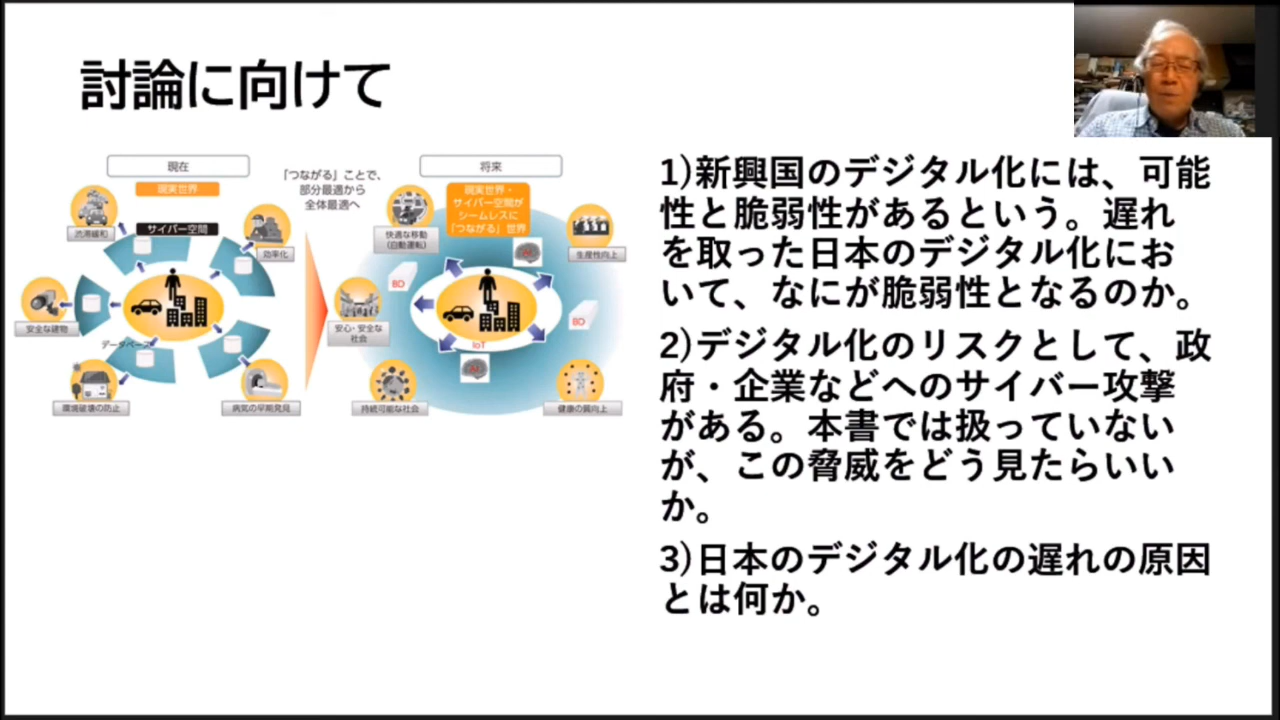 討論に向けて
現在
現実世界
サイバー空間
渋滞緩和
効率化
安全な建物
データベース
環境破壊の防止
病気の早期発見
「つながる」ことで、
部分最適から
全体最適へ
将来
現実世界・
サイバー空間が
シームレスに
「つながる」世界
快適な移動
(自動運転)
生産性向上
BD
BD
安心・安全な
社会
IoT
AI
AI
持続可能な社会
健康の質向上
1)新興国のデジタル化には、可能
性と脆弱性があるという。遅れ
を取った日本のデジタル化にお
いて、なにが脆弱性となるのか。
2)デジタル化のリスクとして、政
府・企業などへのサイバー攻撃
がある。本書では扱っていない
が、この脅威をどう見たらいい
か。
3)日本のデジタル化の遅れの原因
とは何か。